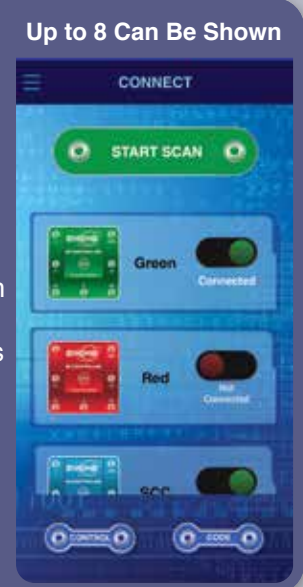 Up to 8 Can Be Shown
CONNECT
START SCAN
Green
Connected
Red
Not
Connected
SCC
CONTROL
CODE